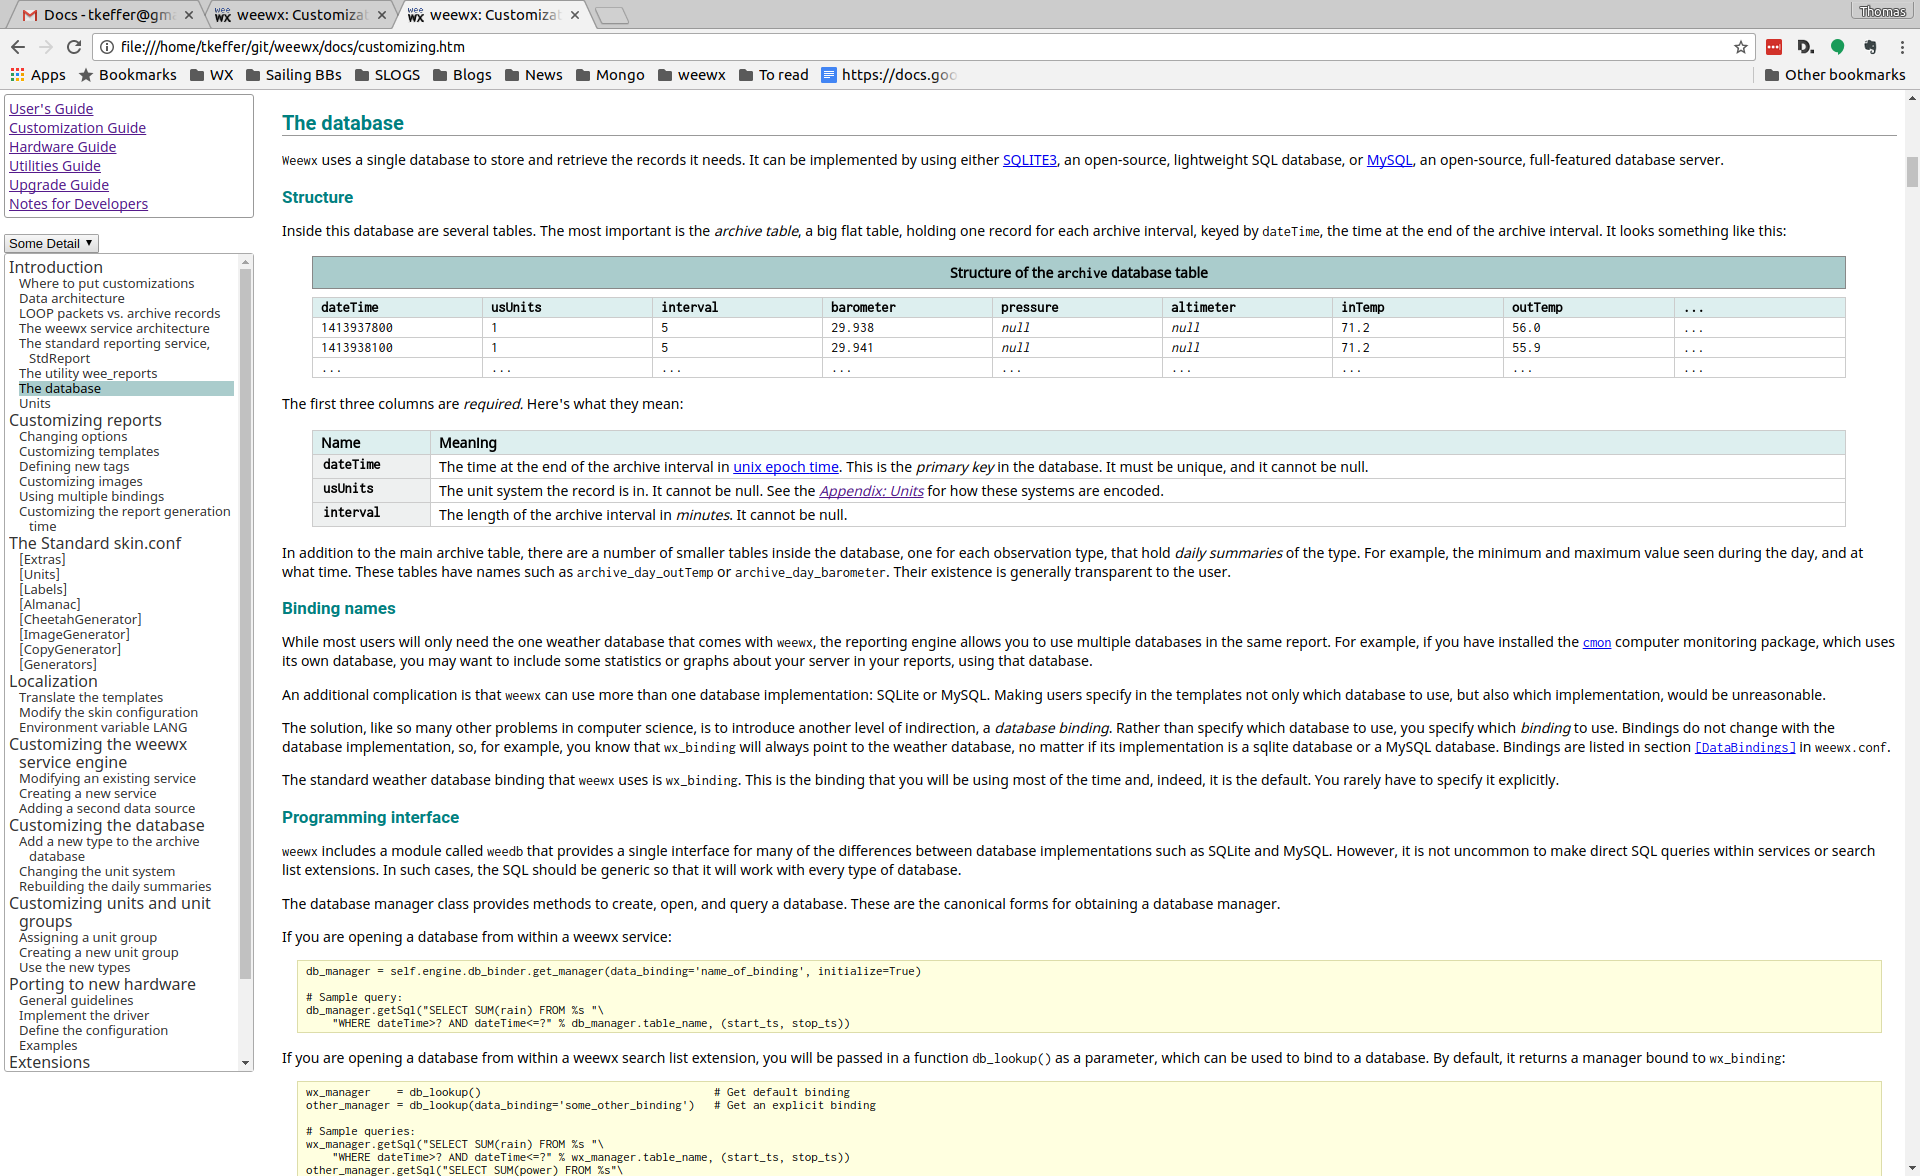 Docs - tkeffer@gm
weewx: Customizat
weewx: Customizat
Thomas
file:///home/tkeffer/git/weewx/docs/customizing.htm
Apps Bookmarks WX Sailing BBs SLOGS Blogs News Mongo weewx To read https://docs.goo Other bookmarks
User's Guide
Customization Guide
Hardware Guide
Utilities Guide
Upgrade Guide
Notes for Developers
Some Detail ▼
Introduction
Where to put customizations
Data architecture
LOOP packets vs. archive records
The weewx service architecture
The standard reporting service,
StdReport
The utility wee_reports
The database
Units
Customizing reports
Changing options
Customizing templates
Defining new tags
Customizing images
Using multiple bindings
Customizing the report generation
time
The Standard skin.conf
[Extras]
[Units]
[Labels]
[Almanac]
[CheetahGenerator]
[ImageGenerator]
[CopyGenerator]
[Generators]
Localization
Translate the templates
Modify the skin configuration
Environment variable LANG
Customizing the weewx
service engine
Modifying an existing service
Creating a new service
Adding a second data source
Customizing the database
Add a new type to the archive
database
Changing the unit system
Rebuilding the daily summaries
Customizing units and unit
groups
Assigning a unit group
Creating a new unit group
Use the new types
Porting to new hardware
General guidelines
Implement the driver
Define the configuration
Examples
Extensions
The database
Weewx uses a single database to store and retrieve the records it needs. It can be implemented by using either SQLITE3, an open-source, lightweight SQL database, or MySQL, an open-source, full-featured database server.
Structure
Inside this database are several tables. The most important is the archive table, a big flat table, holding one record for each archive interval, keyed by dateTime, the time at the end of the archive interval. It looks something like this:
Structure of the archive database table
dateTime usUnits interval barometer pressure altimeter inTemp outTemp ...
1413937800 1 5 29.938 null null 71.2 56.0 ...
1413938100 1 5 29.941 null null 71.2 55.9 ...
... ... ... ... ... ... ... ... ...
The first three columns are required. Here's what they mean:
Name Meaning
dateTime The time at the end of the archive interval in unix epoch time. This is the primary key in the database. It must be unique, and it cannot be null.
usUnits The unit system the record is in. It cannot be null. See the Appendix: Units for how these systems are encoded.
interval The length of the archive interval in minutes. It cannot be null.
In addition to the main archive table, there are a number of smaller tables inside the database, one for each observation type, that hold daily summaries of the type. For example, the minimum and maximum value seen during the day, and at
what time. These tables have names such as archive_day_outTemp or archive_day_barometer. Their existence is generally transparent to the user.
Binding names
While most users will only need the one weather database that comes with weewx, the reporting engine allows you to use multiple databases in the same report. For example, if you have installed the cmon computer monitoring package, which uses
its own database, you may want to include some statistics or graphs about your server in your reports, using that database.
An additional complication is that weewx can use more than one database implementation: SQLite or MySQL. Making users specify in the templates not only which database to use, but also which implementation, would be unreasonable.
The solution, like so many other problems in computer science, is to introduce another level of indirection, a database binding. Rather than specify which database to use, you specify which binding to use. Bindings do not change with the
database implementation, so, for example, you know that wx_binding will always point to the weather database, no matter if its implementation is a sqlite database or a MySQL database. Bindings are listed in section [DataBindings] in weewx.conf.
The standard weather database binding that weewx uses is wx_binding. This is the binding that you will be using most of the time and, indeed, it is the default. You rarely have to specify it explicitly.
Programming interface
weewx includes a module called weedb that provides a single interface for many of the differences between database implementations such as SQLite and MySQL. However, it is not uncommon to make direct SQL queries within services or search
list extensions. In such cases, the SQL should be generic so that it will work with every type of database.
The database manager class provides methods to create, open, and query a database. These are the canonical forms for obtaining a database manager.
If you are opening a database from within a weewx service:
db_manager = self.engine.db_binder.get_manager(data_binding='name_of_binding', initialize=True)
# Sample query:
db_manager.getSql("SELECT SUM(rain) FROM %s "\
"WHERE dateTime>? AND dateTime<=?" % db_manager.table_name, (start_ts, stop_ts))
If you are opening a database from within a weewx search list extension, you will be passed in a function db_lookup() as a parameter, which can be used to bind to a database. By default, it returns a manager bound to wx_binding:
wx_manager = db_lookup() # Get default binding
other_manager = db_lookup(data_binding='some_other_binding') # Get an explicit binding
# Sample queries:
wx_manager.getSql("SELECT SUM(rain) FROM %s "\
"WHERE dateTime>? AND dateTime<=?" % wx_manager.table_name, (start_ts, stop_ts))
other_manager.getSql("SELECT SUM(power) FROM %s"\